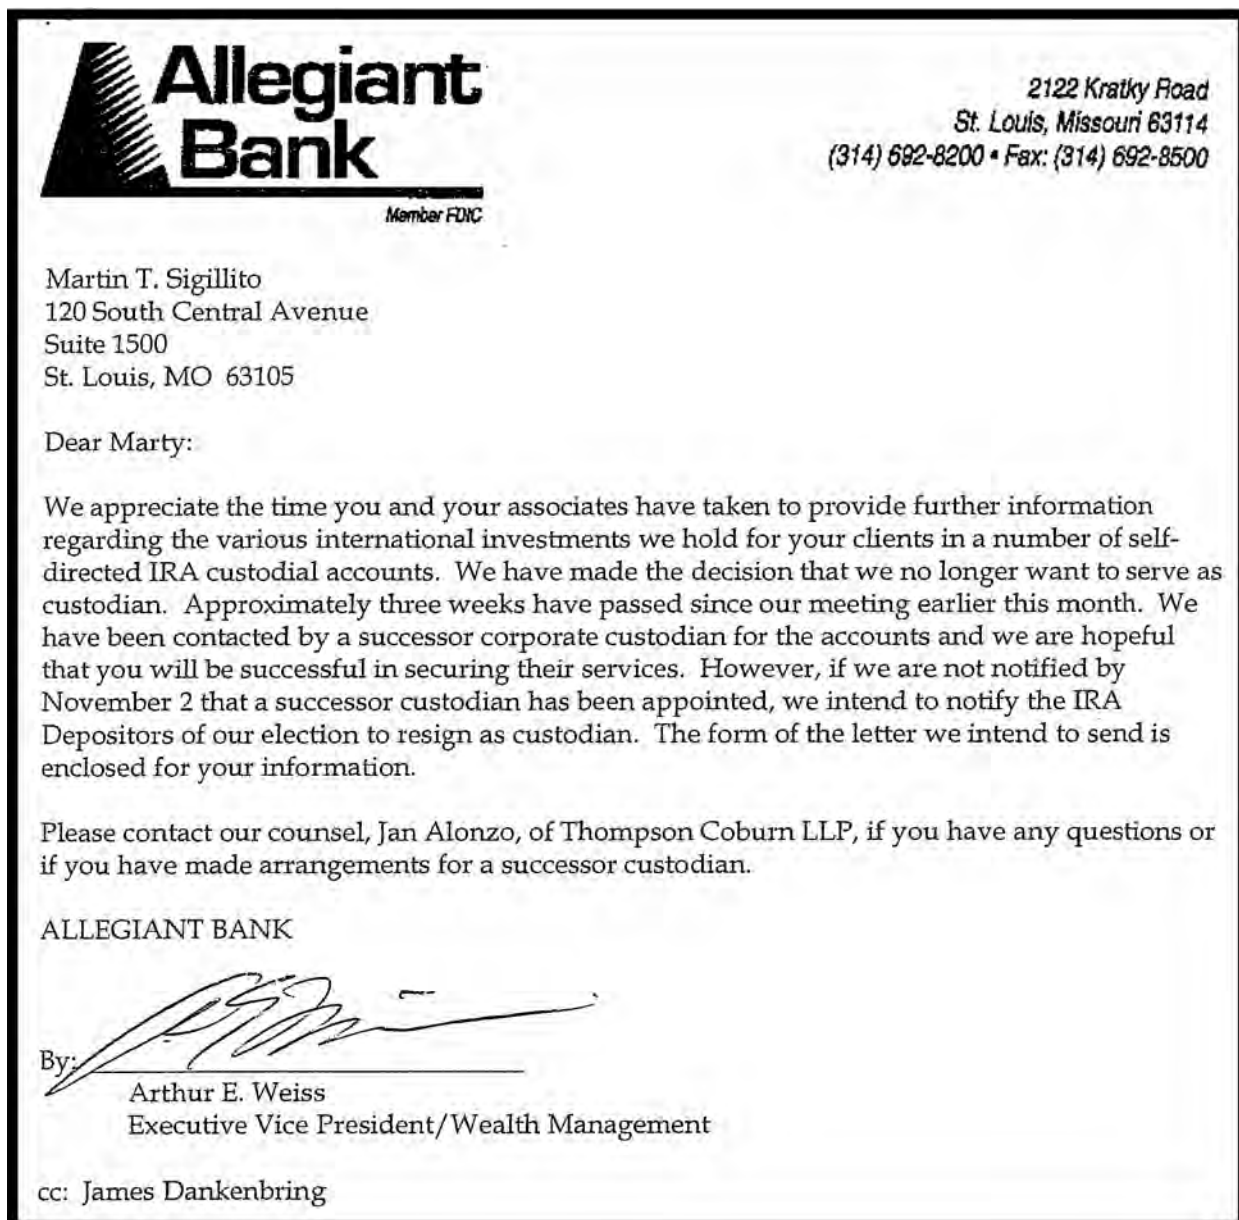 Allegiant
Bank
Member FDIC
2122 Kratky Road
St. Louis, Missouri 63114
(314) 692-8200 • Fax: (314) 692-8500
Martin T. Sigillito
120 South Central Avenue
Suite 1500
St. Louis, MO 63105
Dear Marty:
We appreciate the time you and your associates have taken to provide further information
regarding the various international investments we hold for your clients in a number of self-
directed IRA custodial accounts. We have made the decision that we no longer want to serve as
custodian. Approximately three weeks have passed since our meeting earlier this month. We
have been contacted by a successor corporate custodian for the accounts and we are hopeful
that you will be successful in securing their services. However, if we are not notified by
November 2 that a successor custodian has been appointed, we intend to notify the IRA
Depositors of our election to resign as custodian. The form of the letter we intend to send is
enclosed for your information.
Please contact our counsel, Jan Alonzo, of Thompson Coburn LLP, if you have any questions or
if you have made arrangements for a successor custodian.
ALLEGIANT BANK
By:
Arthur E. Weiss
Executive Vice President/Wealth Management
cc: James Dankenbring